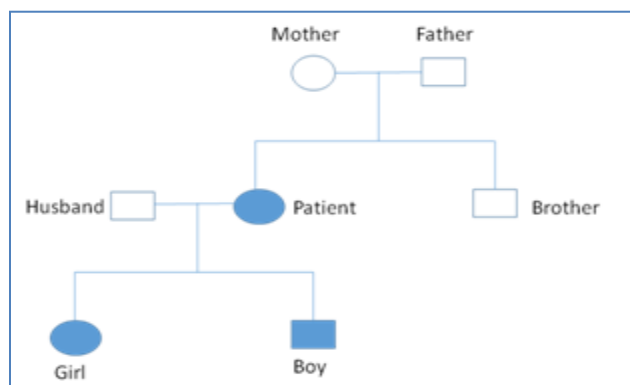 Mother
Father
Husband
Patient
Brother
Girl
Boy